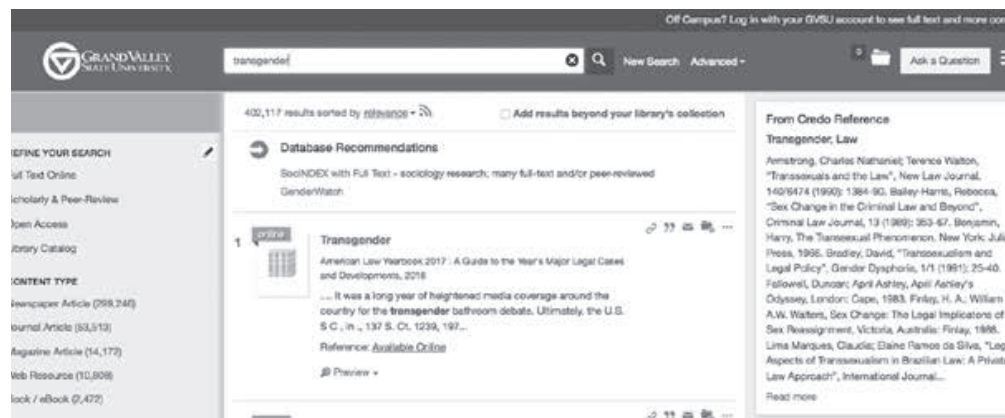 Off Campus? Log in with your GVSU account to see full text and more con
GRAND VALLEY
STATE UNIVERSITY
transgender
New Search Advanced
0
Ask a Question
402,117 results sorted by relevance
Add results beyond your library's collection
Database Recommendations
SocINDEX with Full Text - sociology research; many full-text and/or peer-reviewed
GenderWatch
EFINE YOUR SEARCH
ull Text Online
cholarly & Peer-Review
pen Access
ibrary Catalog
ONTENT TYPE
ewspaper Article (298,246)
ournal Article (53,513)
agazine Article (14,172)
eb Resource (10,809)
ook / eBook (2,472)
1
online
Transgender
American Law Yearbook 2017 : A Guide to the Year's Major Legal Cases
and Developments, 2018
.... It was a long year of heightened media coverage around the
country for the transgender bathroom debate. Ultimately, the U.S.
S C , in ., 137 S. Ct. 1239, 197...
Reference: Available Online
Preview
From Credo Reference
Transgender, Law
Armstrong, Charles Nathaniel; Terence Walton,
"Transsexuals and the Law", New Law Journal,
140/6474 (1990): 1384-90. Bailey-Harris, Rebecca,
"Sex Change in the Criminal Law and Beyond",
Criminal Law Journal, 13 (1989): 353-67. Benjamin,
Harry, The Transsexual Phenomenon. New York: Juli
Press, 1966. Bradley, David, "Transsexualism and
Legal Policy", Gender Dysphoria, 1/1 (1991): 25-40.
Fallowell, Duncan; April Ashley, April Ashley's
Odyssey, London: Cape, 1983. Finlay, H. A.; William
A.W. Walters, Sex Change: The Legal Implications of
Sex Reassignment, Victoria, Australia: Finlay, 1988.
Lima Marques, Claudia; Elaine Ramos da Silva, "Leg
Aspects of Transsexualism in Brazilian Law: A Private
Law Approach", International Journal...
Read more